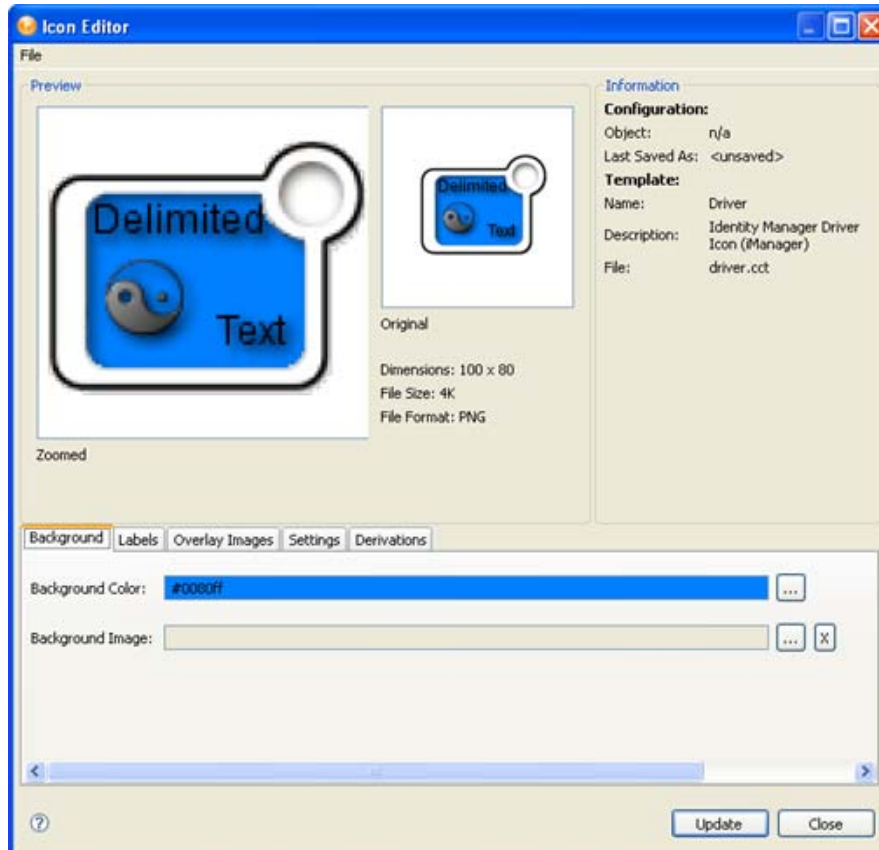 Icon Editor
File
Preview
Delimited
Text
Zoomed
Delimited
Text
Original
Dimensions: 100 x 80
File Size: 4K
File Format: PNG
Information
Configuration:
Object: n/a
Last Saved As: <unsaved>
Template:
Name: Driver
Description: Identity Manager Driver
Icon (iManager)
File: driver.cct
Background Labels Overlay Images Settings Derivations
Background Color: #0080ff ...
Background Image: ... X
?
Update Close